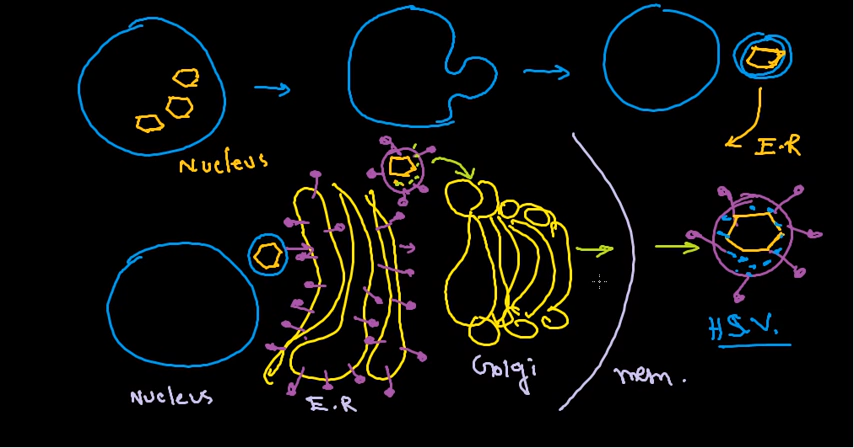 Nucleus
E.R
Nucleus
E.R
Golgi
mem.
HSV.